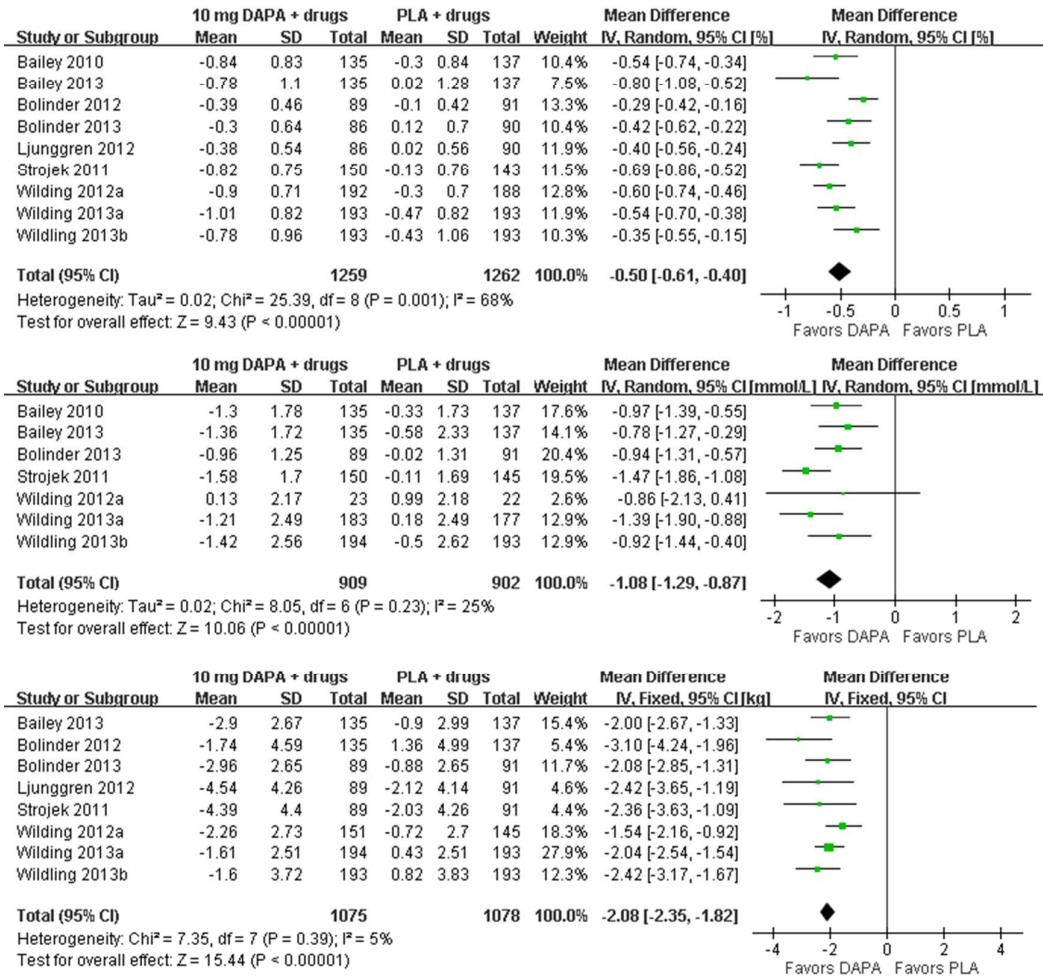 10 mg DAPA + drugs PLA + drugs Mean Difference Mean Difference
Study or Subgroup Mean SD Total Mean SD Total Weight IV, Random, 95% CI [%] IV, Random, 95% CI [%]
Bailey 2010 -0.84 0.83 135 -0.3 0.84 137 10.4% -0.54 [-0.74, -0.34]
Bailey 2013 -0.78 1.1 135 0.02 1.28 137 7.5% -0.80 [-1.08, -0.52]
Bolinder 2012 -0.39 0.46 89 -0.1 0.42 91 13.3% -0.29 [-0.42, -0.16]
Bolinder 2013 -0.3 0.64 86 0.12 0.7 90 10.4% -0.42 [-0.62, -0.22]
Ljunggren 2012 -0.38 0.54 86 0.02 0.56 90 11.9% -0.40 [-0.56, -0.24]
Strojek 2011 -0.82 0.75 150 -0.13 0.76 143 11.5% -0.69 [-0.86, -0.52]
Wilding 2012a -0.9 0.71 192 -0.3 0.7 188 12.8% -0.60 [-0.74, -0.46]
Wilding 2013a -1.01 0.82 193 -0.47 0.82 193 11.9% -0.54 [-0.70, -0.38]
Wildling 2013b -0.78 0.96 193 -0.43 1.06 193 10.3% -0.35 [-0.55, -0.15]
Total (95% CI) 1259 1262 100.0% -0.50 [-0.61, -0.40]
Heterogeneity: Tau² = 0.02; Chi² = 25.39, df = 8 (P = 0.001); I² = 68%
Test for overall effect: Z = 9.43 (P < 0.00001)
-1 -0.5 0 0.5 1
Favors DAPA Favors PLA
10 mg DAPA + drugs PLA + drugs Mean Difference Mean Difference
Study or Subgroup Mean SD Total Mean SD Total Weight IV, Random, 95% CI [mmol/L] IV, Random, 95% CI [mmol/L]
Bailey 2010 -1.3 1.78 135 -0.33 1.73 137 17.6% -0.97 [-1.39, -0.55]
Bailey 2013 -1.36 1.72 135 -0.58 2.33 137 14.1% -0.78 [-1.27, -0.29]
Bolinder 2013 -0.96 1.25 89 -0.02 1.31 91 20.4% -0.94 [-1.31, -0.57]
Strojek 2011 -1.58 1.7 150 -0.11 1.69 145 19.5% -1.47 [-1.86, -1.08]
Wilding 2012a 0.13 2.17 23 0.99 2.18 22 2.6% -0.86 [-2.13, 0.41]
Wilding 2013a -1.21 2.49 183 0.18 2.49 177 12.9% -1.39 [-1.90, -0.88]
Wildling 2013b -1.42 2.56 194 -0.5 2.62 193 12.9% -0.92 [-1.44, -0.40]
Total (95% CI) 909 902 100.0% -1.08 [-1.29, -0.87]
Heterogeneity: Tau² = 0.02; Chi² = 8.05, df = 6 (P = 0.23); I² = 25%
Test for overall effect: Z = 10.06 (P < 0.00001)
-2 -1 0 1 2
Favors DAPA Favors PLA
10 mg DAPA + drugs PLA + drugs Mean Difference Mean Difference
Study or Subgroup Mean SD Total Mean SD Total Weight IV, Fixed, 95% CI [kg] IV, Fixed, 95% CI
Bailey 2013 -2.9 2.67 135 -0.9 2.99 137 15.4% -2.00 [-2.67, -1.33]
Bolinder 2012 -1.74 4.59 135 1.36 4.99 137 5.4% -3.10 [-4.24, -1.96]
Bolinder 2013 -2.96 2.65 89 -0.88 2.65 91 11.7% -2.08 [-2.85, -1.31]
Ljunggren 2012 -4.54 4.26 89 -2.12 4.14 91 4.6% -2.42 [-3.65, -1.19]
Strojek 2011 -4.39 4.4 89 -2.03 4.26 91 4.4% -2.36 [-3.63, -1.09]
Wilding 2012a -2.26 2.73 151 -0.72 2.7 145 18.3% -1.54 [-2.16, -0.92]
Wilding 2013a -1.61 2.51 194 0.43 2.51 193 27.9% -2.04 [-2.54, -1.54]
Wildling 2013b -1.6 3.72 193 0.82 3.83 193 12.3% -2.42 [-3.17, -1.67]
Total (95% CI) 1075 1078 100.0% -2.08 [-2.35, -1.82]
Heterogeneity: Chi² = 7.35, df = 7 (P = 0.39); I² = 5%
Test for overall effect: Z = 15.44 (P < 0.00001)
-4 -2 0 2 4
Favors DAPA Favors PLA